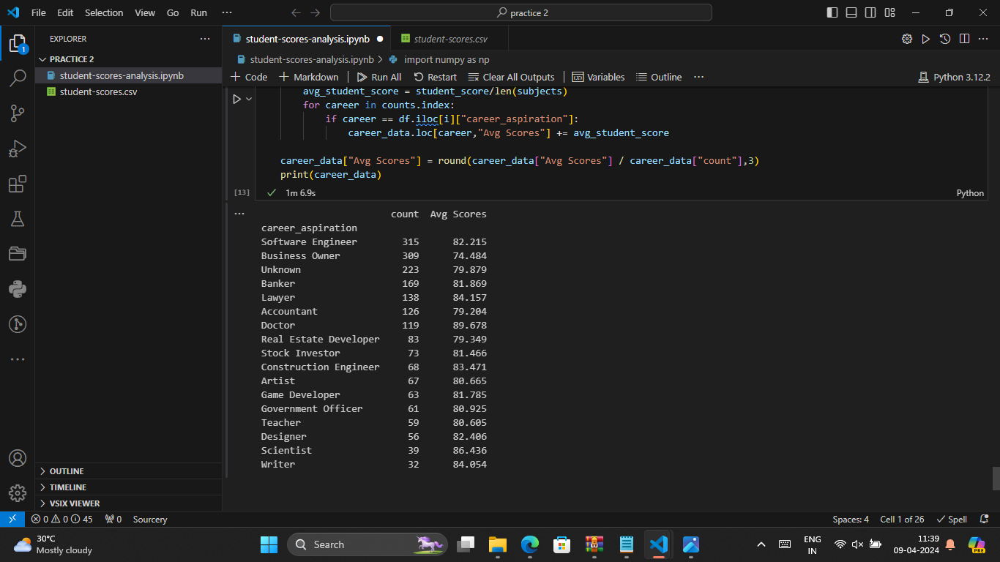 File Edit Selection View Go Run ···
practice 2
EXPLORER
PRACTICE 2
student-scores-analysis.ipynb
student-scores.csv
student-scores-analysis.ipynb
student-scores.csv
student-scores-analysis.ipynb > import numpy as np
+ Code + Markdown Run All Restart Clear All Outputs Variables Outline ··· Python 3.12.2
avg_student_score = student_score/len(subjects)
for career in counts.index:
if career == df.iloc[i]["career_aspiration"]:
career_data.loc[career,"Avg Scores"] += avg_student_score
career_data["Avg Scores"] = round(career_data["Avg Scores"] / career_data["count"],3)
print(career_data)
[13] 1m 6.9s Python
count Avg Scores
career_aspiration
Software Engineer 315 82.215
Business Owner 309 74.484
Unknown 223 79.879
Banker 169 81.869
Lawyer 138 84.157
Accountant 126 79.204
Doctor 119 89.678
Real Estate Developer 83 79.349
Stock Investor 73 81.466
Construction Engineer 68 83.471
Artist 67 80.665
Game Developer 63 81.785
Government Officer 61 80.925
Teacher 59 80.605
Designer 56 82.406
Scientist 39 86.436
Writer 32 84.054
1
OUTLINE
TIMELINE
VSIX VIEWER
0 0 45 0 Sourcery Spaces: 4 Cell 1 of 26 Spell
30°C
Mostly cloudy
Search
ENG
IN
11:39
09-04-2024
PRE